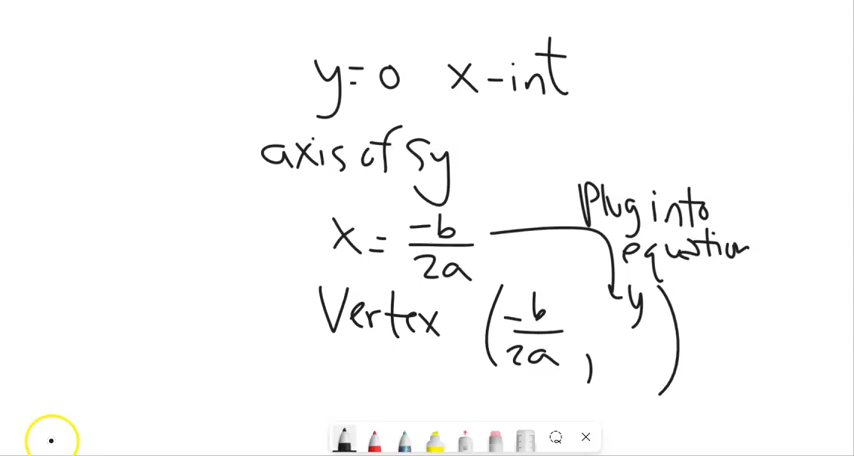 y=0 x-int
axis of sy
x = -b/2a
Plug into
equation
Vertex (-b/2a, y)